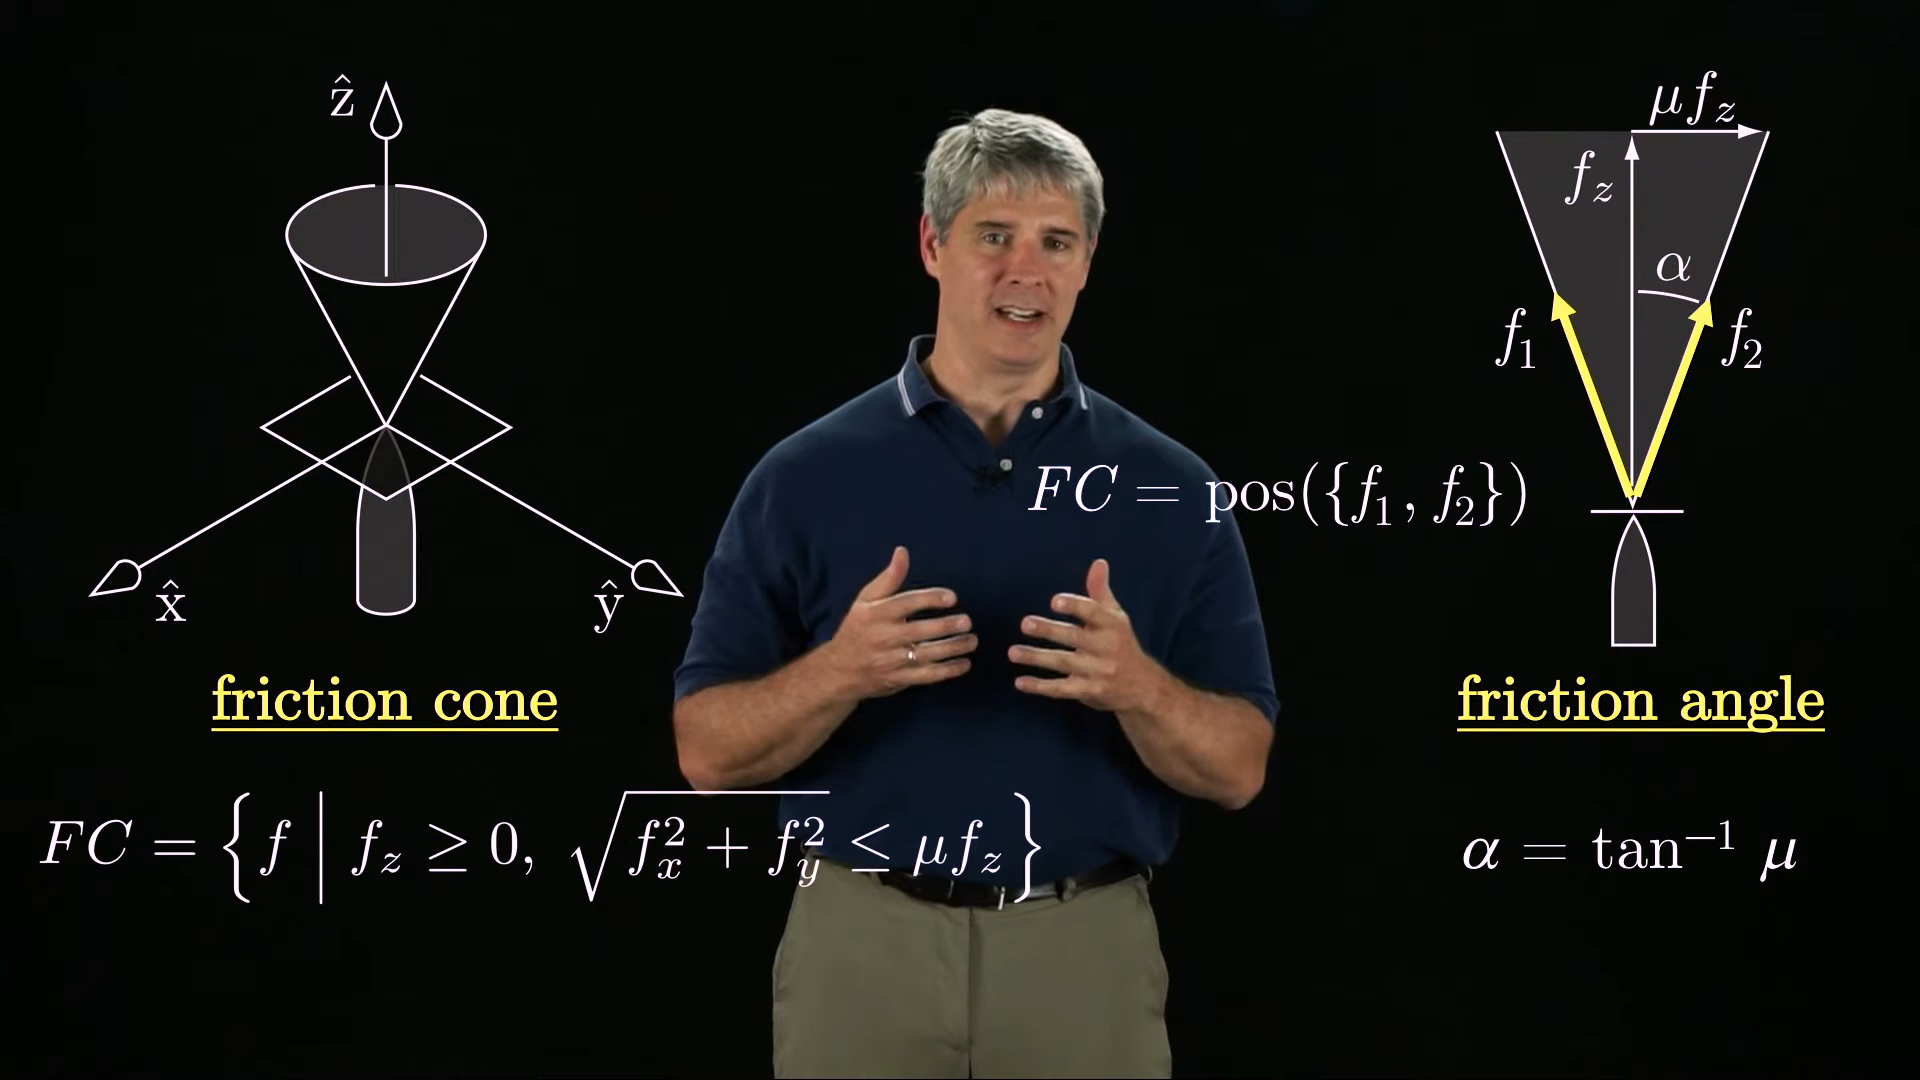 ẑ
μf_z
f_z
α
f_1
f_2
FC = pos({f_1, f_2})
x̂
ŷ
friction cone
friction angle
FC = { f | f_z ≥ 0, √(f_x^2 + f_y^2) ≤ μf_z }
α = tan^{-1} μ